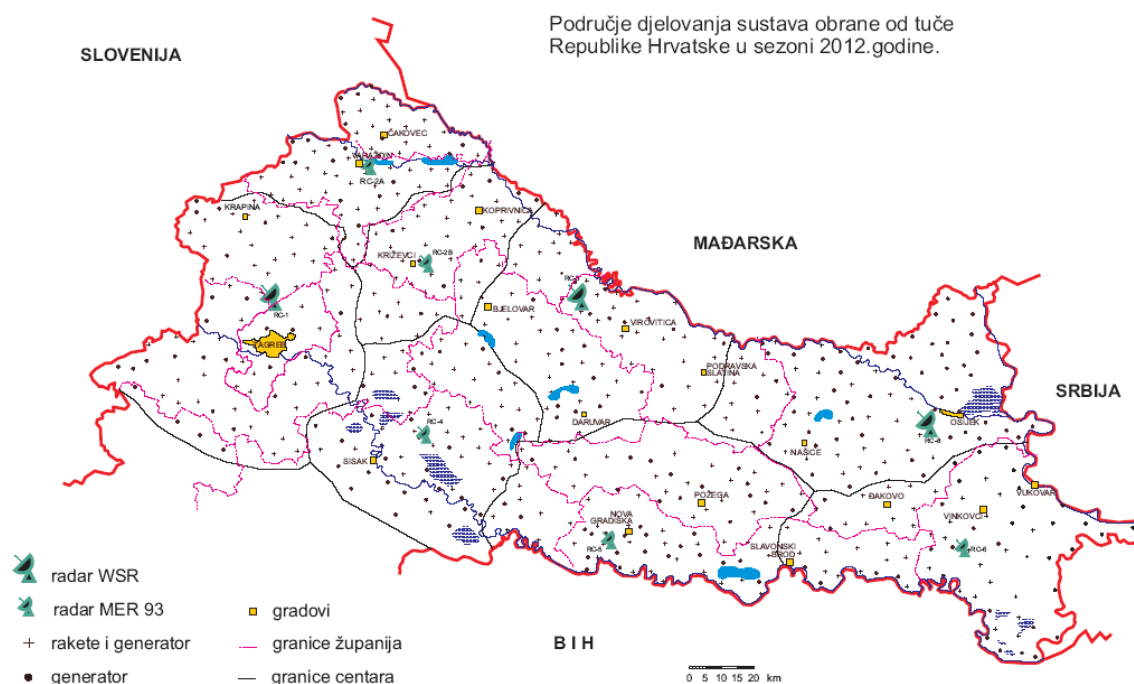 Područje djelovanja sustava obrane od tuče
Republike Hrvatske u sezoni 2012.godine.
SLOVENIJA
ČAKOVEC
VARAŽDIN
RC-2A
KRAPINA
KOPRIVNICA
MAĐARSKA
KRIŽEVCI
RC-2B
RC-1
BJELOVAR
VIROVITICA
ZAGREB
PODRAVSKA
SLATINA
SRBIJA
RC-4
DARUVAR
OSIJEK
NAŠICE
SISAK
POŽEGA
ĐAKOVO
VUKOVAR
NOVA
GRADIŠKA
VINKOVCI
RC-5
SLAVONSKI
BROD
RC-6
radar WSR
radar MER 93
gradovi
rakete i generator
granice županija
B I H
generator
granice centara
0 5 10 15 20 km